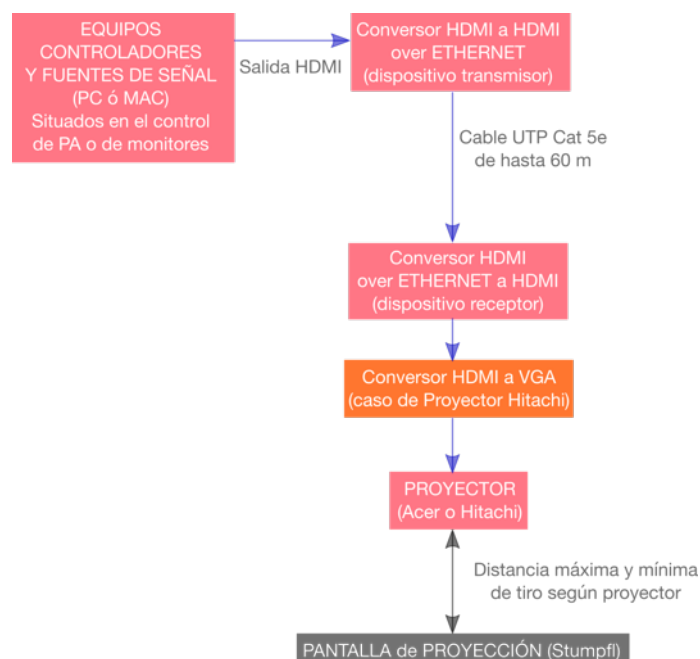 EQUIPOS
CONTROLADORES
Y FUENTES DE SEÑAL
(PC ó MAC)
Situados en el control
de PA o de monitores
Salida HDMI
Conversor HDMI a HDMI
over ETHERNET
(dispositivo transmisor)
Cable UTP Cat 5e
de hasta 60 m
Conversor HDMI
over ETHERNET a HDMI
(dispositivo receptor)
Conversor HDMI a VGA
(caso de Proyector Hitachi)
PROYECTOR
(Acer o Hitachi)
Distancia máxima y mínima
de tiro según proyector
PANTALLA de PROYECCIÓN (Stumpfl)